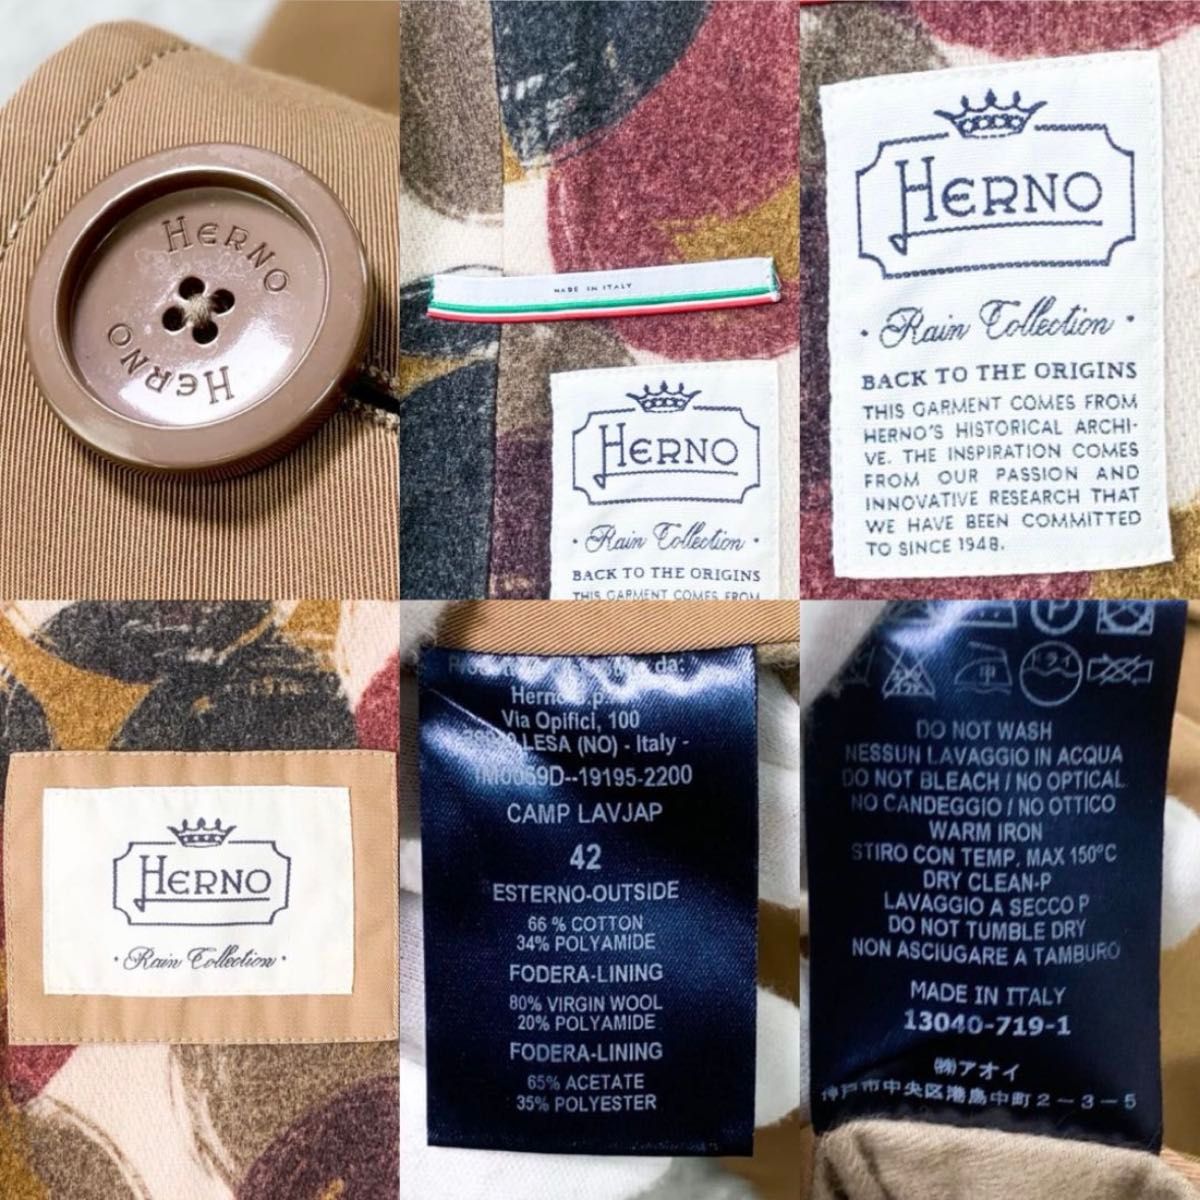 HERNO
HERNO
MADE IN ITALY
HERNO
· Rain Collection ·
BACK TO THE ORIGINS
THIS GARMENT COMES FROM
HERNO
· Rain Collection ·
BACK TO THE ORIGINS
THIS GARMENT COMES FROM
HERNO'S HISTORICAL ARCHI-
VE. THE INSPIRATION COMES
FROM OUR PASSION AND
INNOVATIVE RESEARCH THAT
WE HAVE BEEN COMMITTED
TO SINCE 1948.
HERNO
· Rain Collection ·
da:
Herno
Via Opifici, 100
LESA (NO) - Italy -
CAMP LAVJAP
42
ESTERNO-OUTSIDE
66 % COTTON
34% POLYAMIDE
FODERA-LINING
80% VIRGIN WOOL
20% POLYAMIDE
FODERA-LINING
65% ACETATE
35% POLYESTER
P
ドライ
DO NOT WASH
NESSUN LAVAGGIO IN ACQUA
DO NOT BLEACH / NO OPTICAL
NO CANDEGGIO / NO OTTICO
WARM IRON
STIRO CON TEMP. MAX 150°C
DRY CLEAN-P
LAVAGGIO A SECCO P
DO NOT TUMBLE DRY
NON ASCIUGARE A TAMBURO
MADE IN ITALY
13040-719-1
㈱アオイ
神戸市中央区港島中町2-3-5